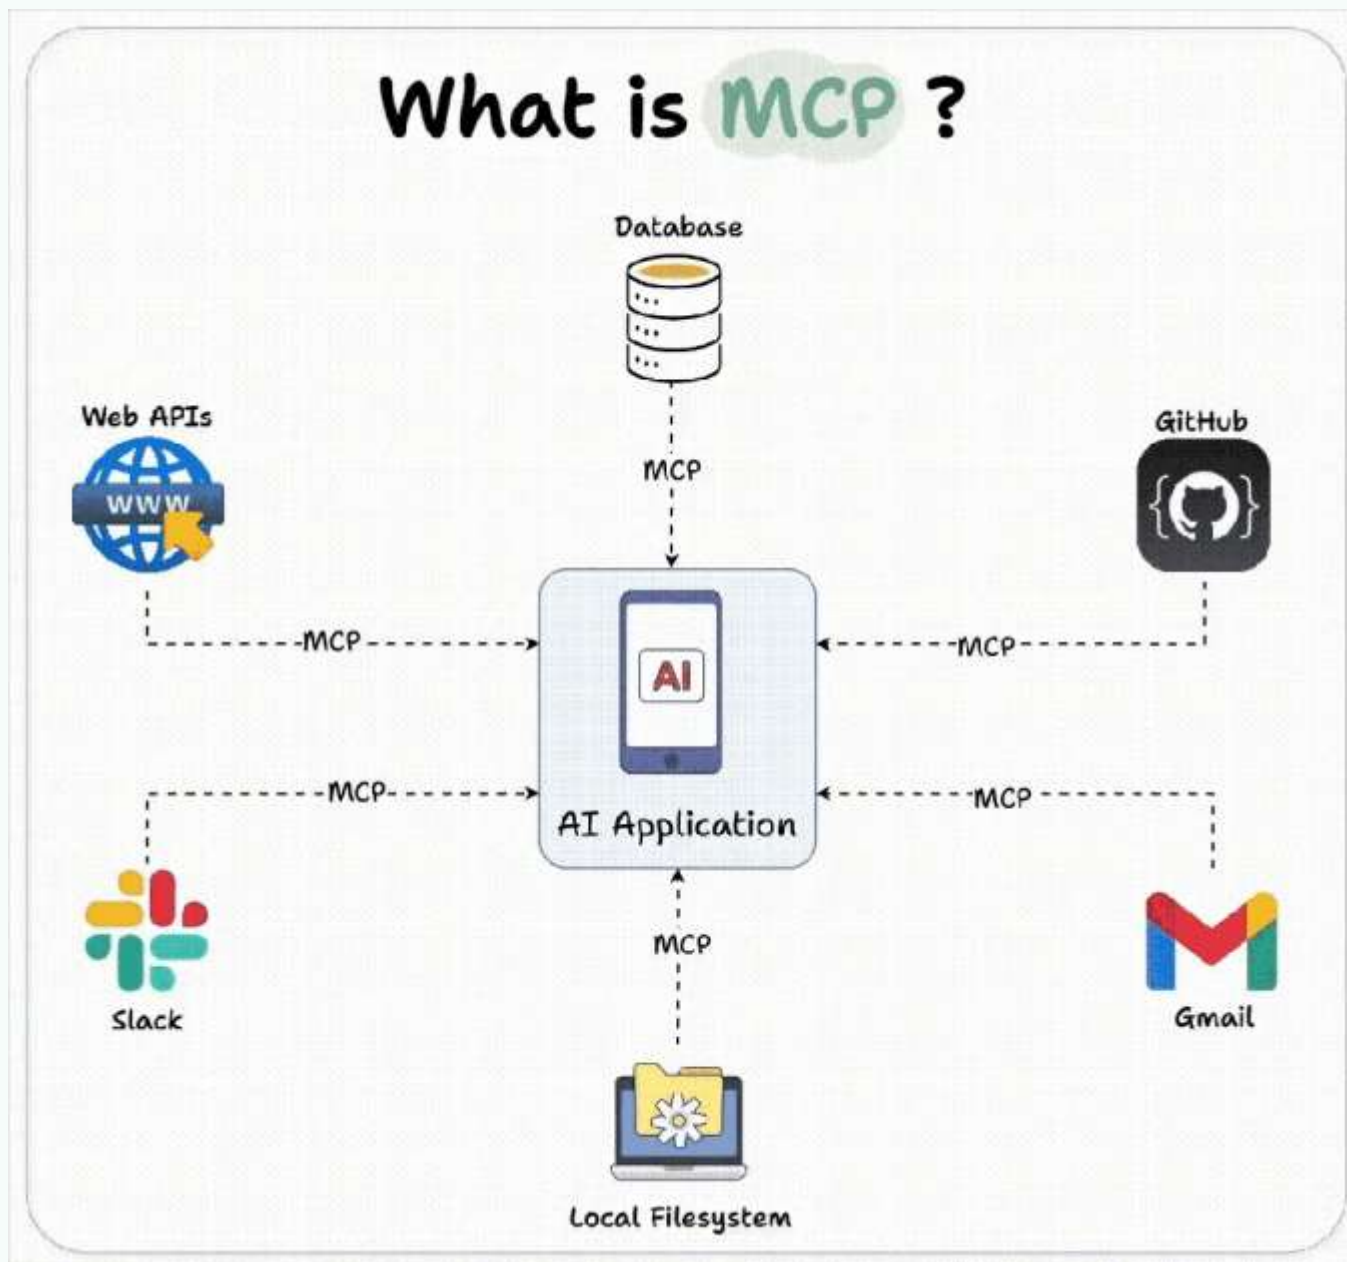 What is MCP ?
Database
Web APIs
GitHub
WWW
MCP
MCP
MCP
AI
MCP
MCP
AI Application
MCP
Slack
Gmail
Local Filesystem